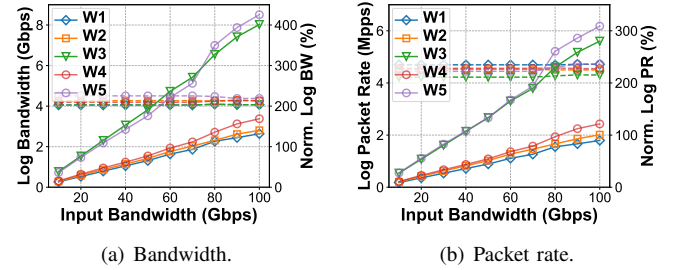 Log Bandwidth (Gbps)
8
6
4
2
0
W1
W2
W3
W4
W5
400
300
200
100
0
Norm. Log BW (%)
20 40 60 80 100
Input Bandwidth (Gbps)
(a) Bandwidth.
Log Packet Rate (Mpps)
6
4
2
0
W1
W2
W3
W4
W5
300
200
100
0
Norm. Log PR (%)
20 40 60 80 100
Input Bandwidth (Gbps)
(b) Packet rate.